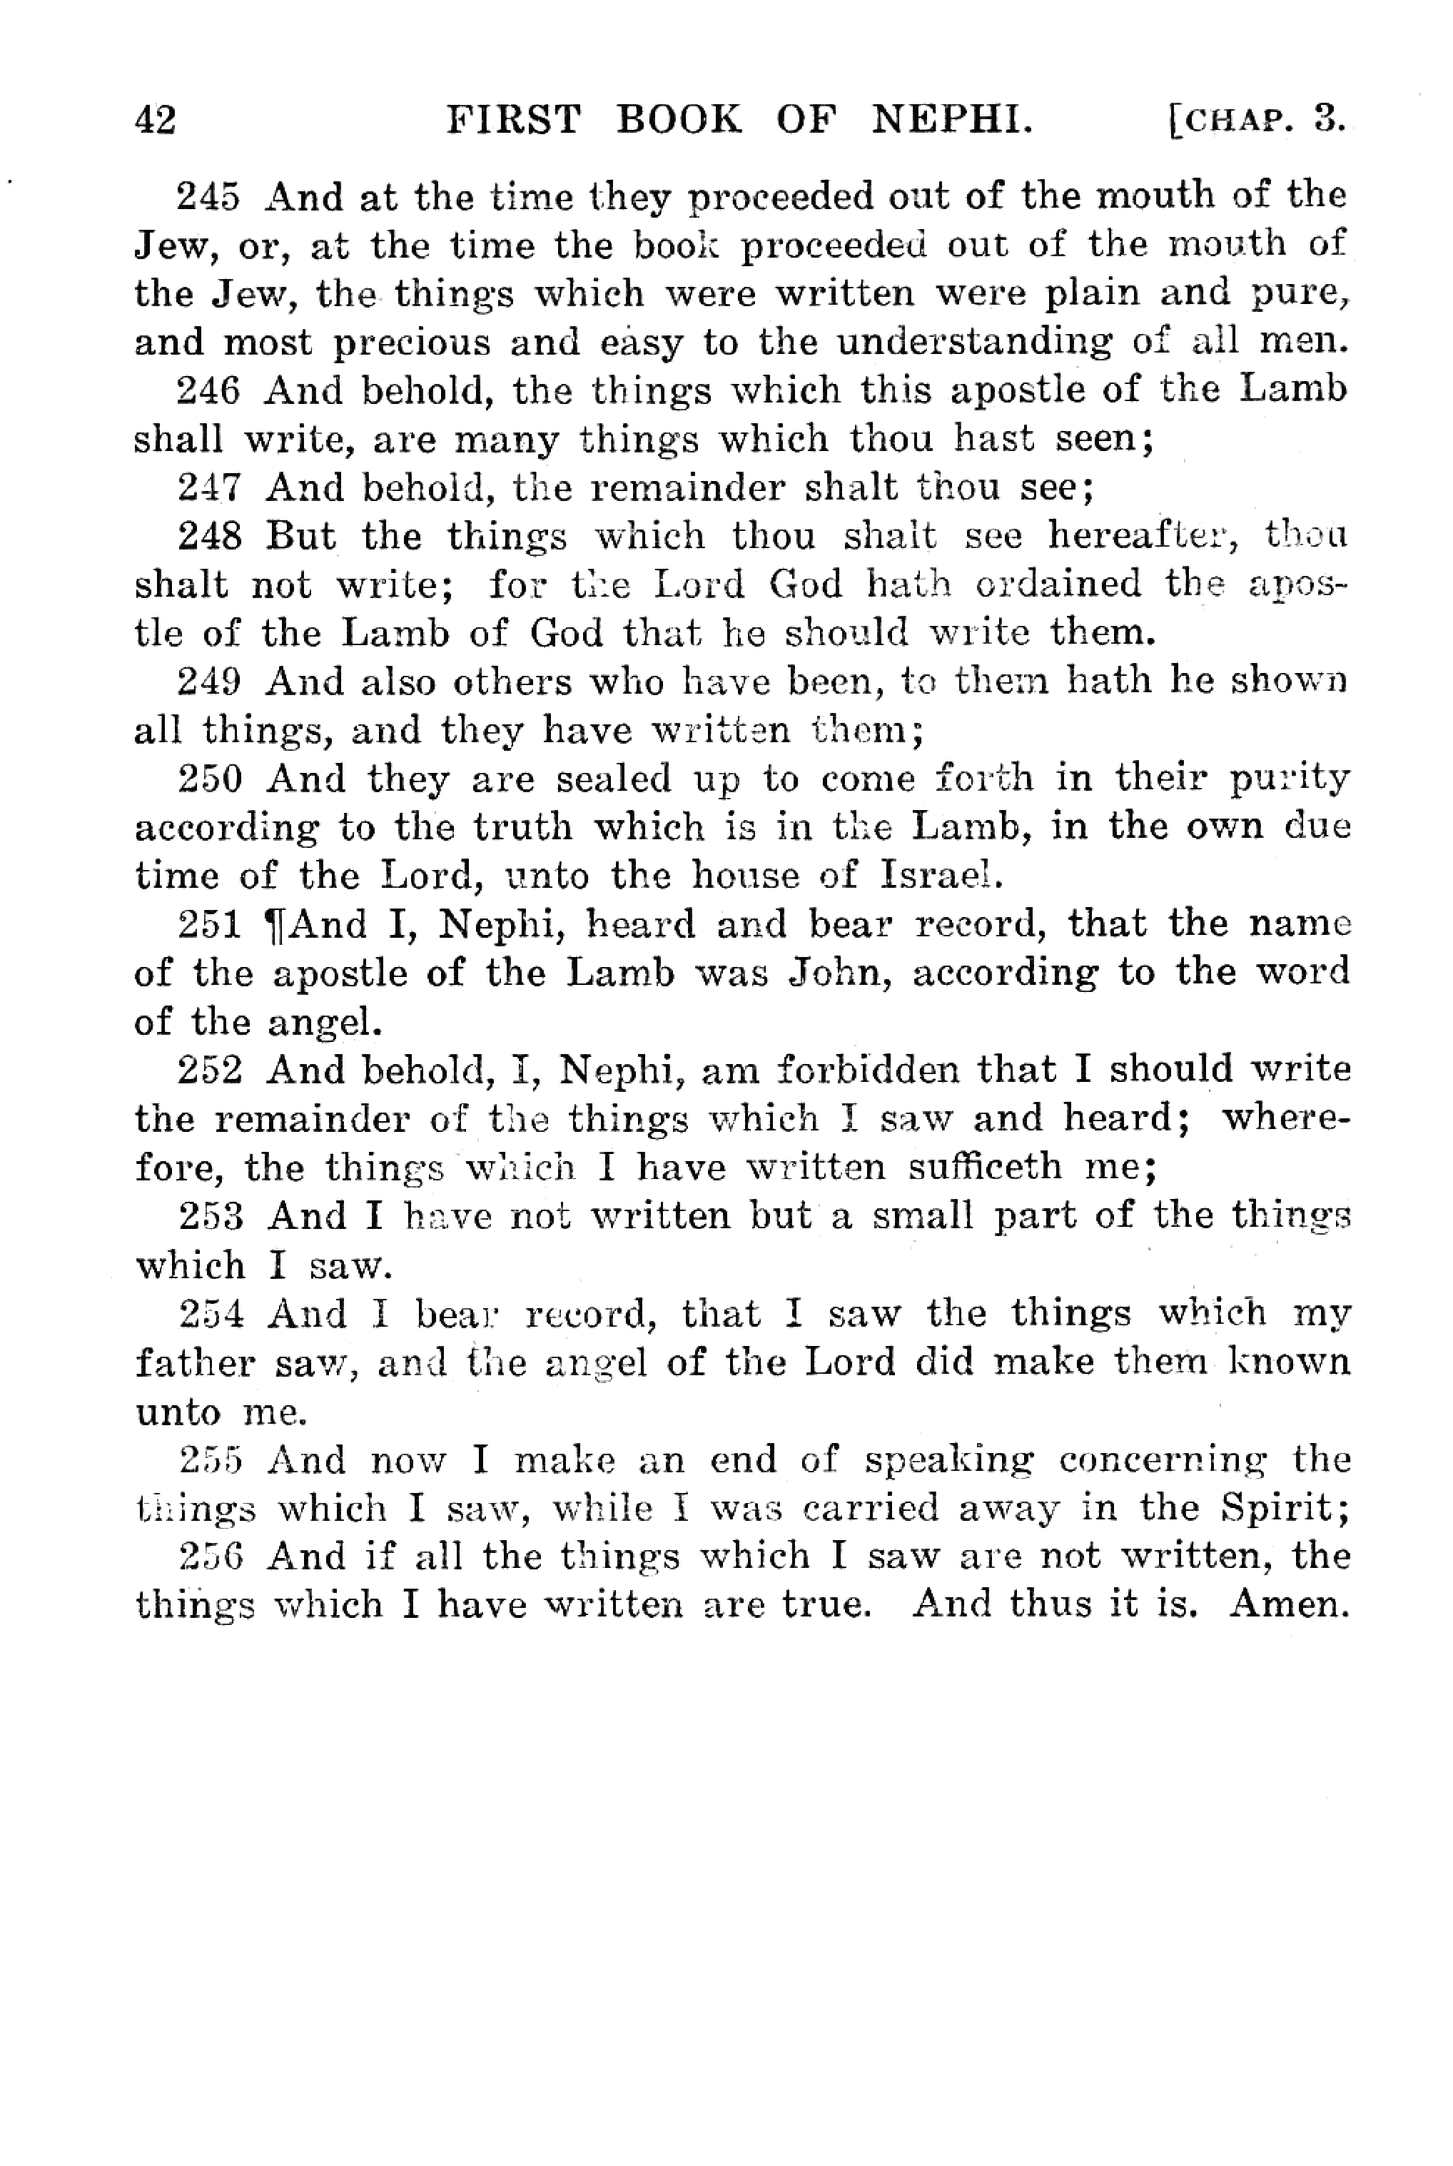 42 FIRST BOOK OF NEPHI. [CHAP. 3.
245 And at the time they proceeded out of the mouth of the
Jew, or, at the time the book proceeded out of the mouth of
the Jew, the things which were written were plain and pure,
and most precious and easy to the understanding of all men.
246 And behold, the things which this apostle of the Lamb
shall write, are many things which thou hast seen;
247 And behold, the remainder shalt thou see;
248 But the things which thou shalt see hereafter, thou
shalt not write; for the Lord God hath ordained the apos-
tle of the Lamb of God that he should write them.
249 And also others who have been, to them hath he shown
all things, and they have written them;
250 And they are sealed up to come forth in their purity
according to the truth which is in the Lamb, in the own due
time of the Lord, unto the house of Israel.
251 ¶And I, Nephi, heard and bear record, that the name
of the apostle of the Lamb was John, according to the word
of the angel.
252 And behold, I, Nephi, am forbidden that I should write
the remainder of the things which I saw and heard; where-
fore, the things which I have written sufficeth me;
253 And I have not written but a small part of the things
which I saw.
254 And I bear record, that I saw the things which my
father saw, and the angel of the Lord did make them known
unto me.
255 And now I make an end of speaking concerning the
things which I saw, while I was carried away in the Spirit;
256 And if all the things which I saw are not written, the
things which I have written are true. And thus it is. Amen.